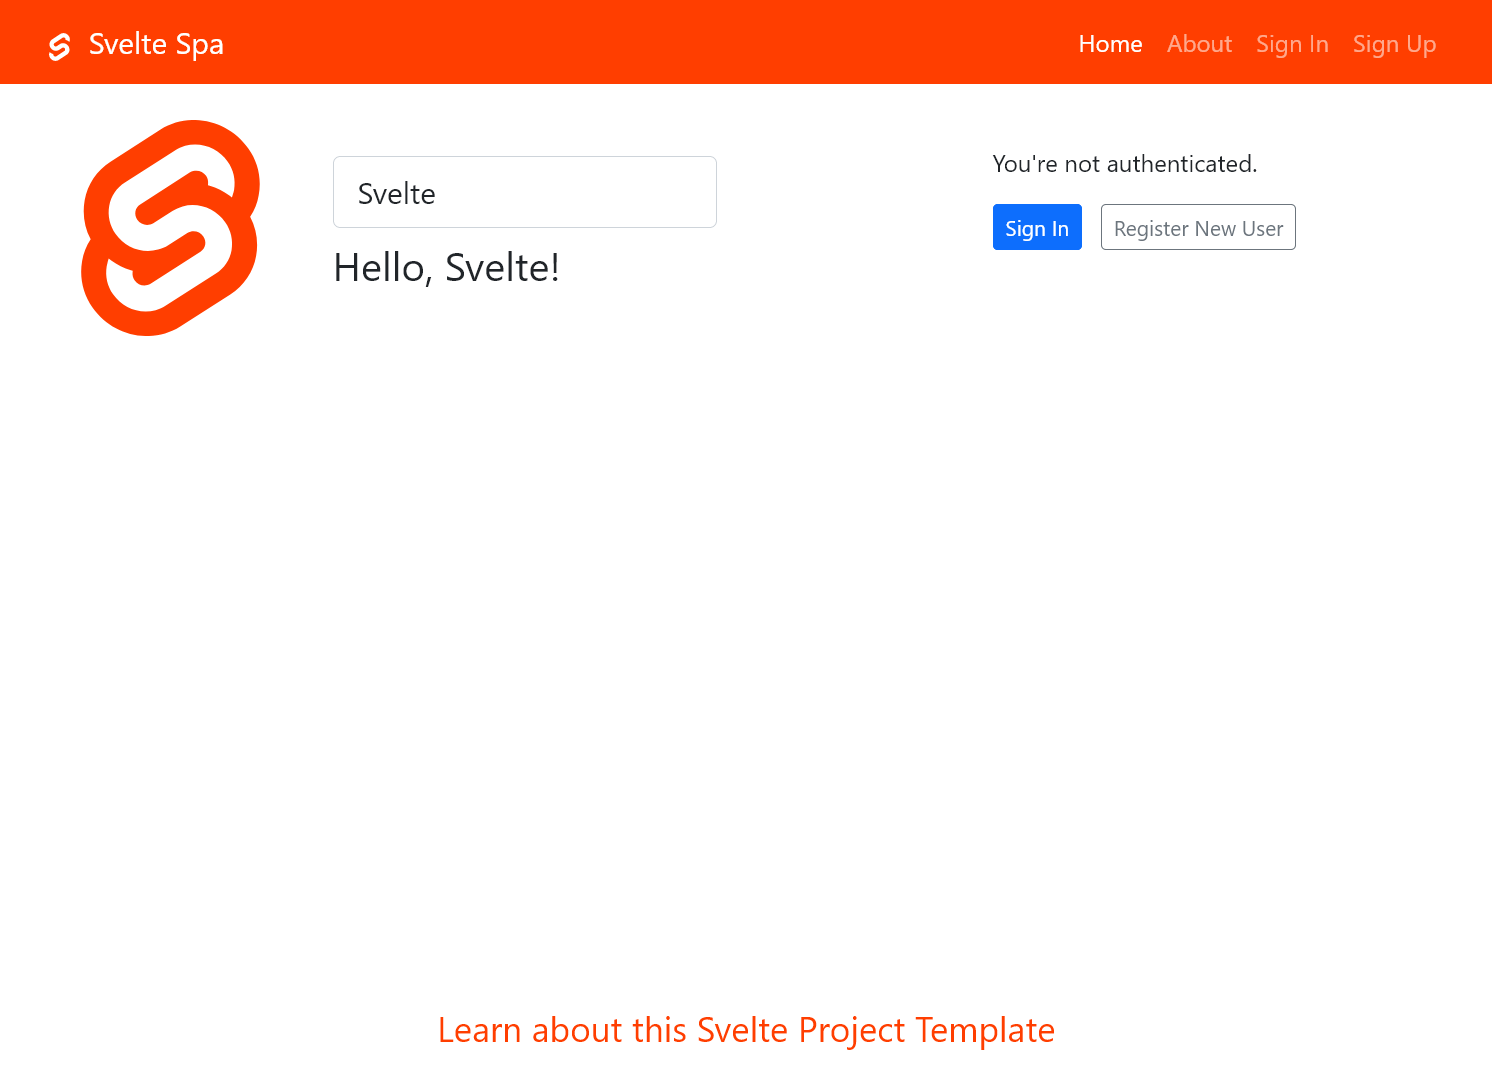 Svelte Spa
Home About Sign In Sign Up
Svelte
Hello, Svelte!
You're not authenticated.
Sign In
Register New User
Learn about this Svelte Project Template